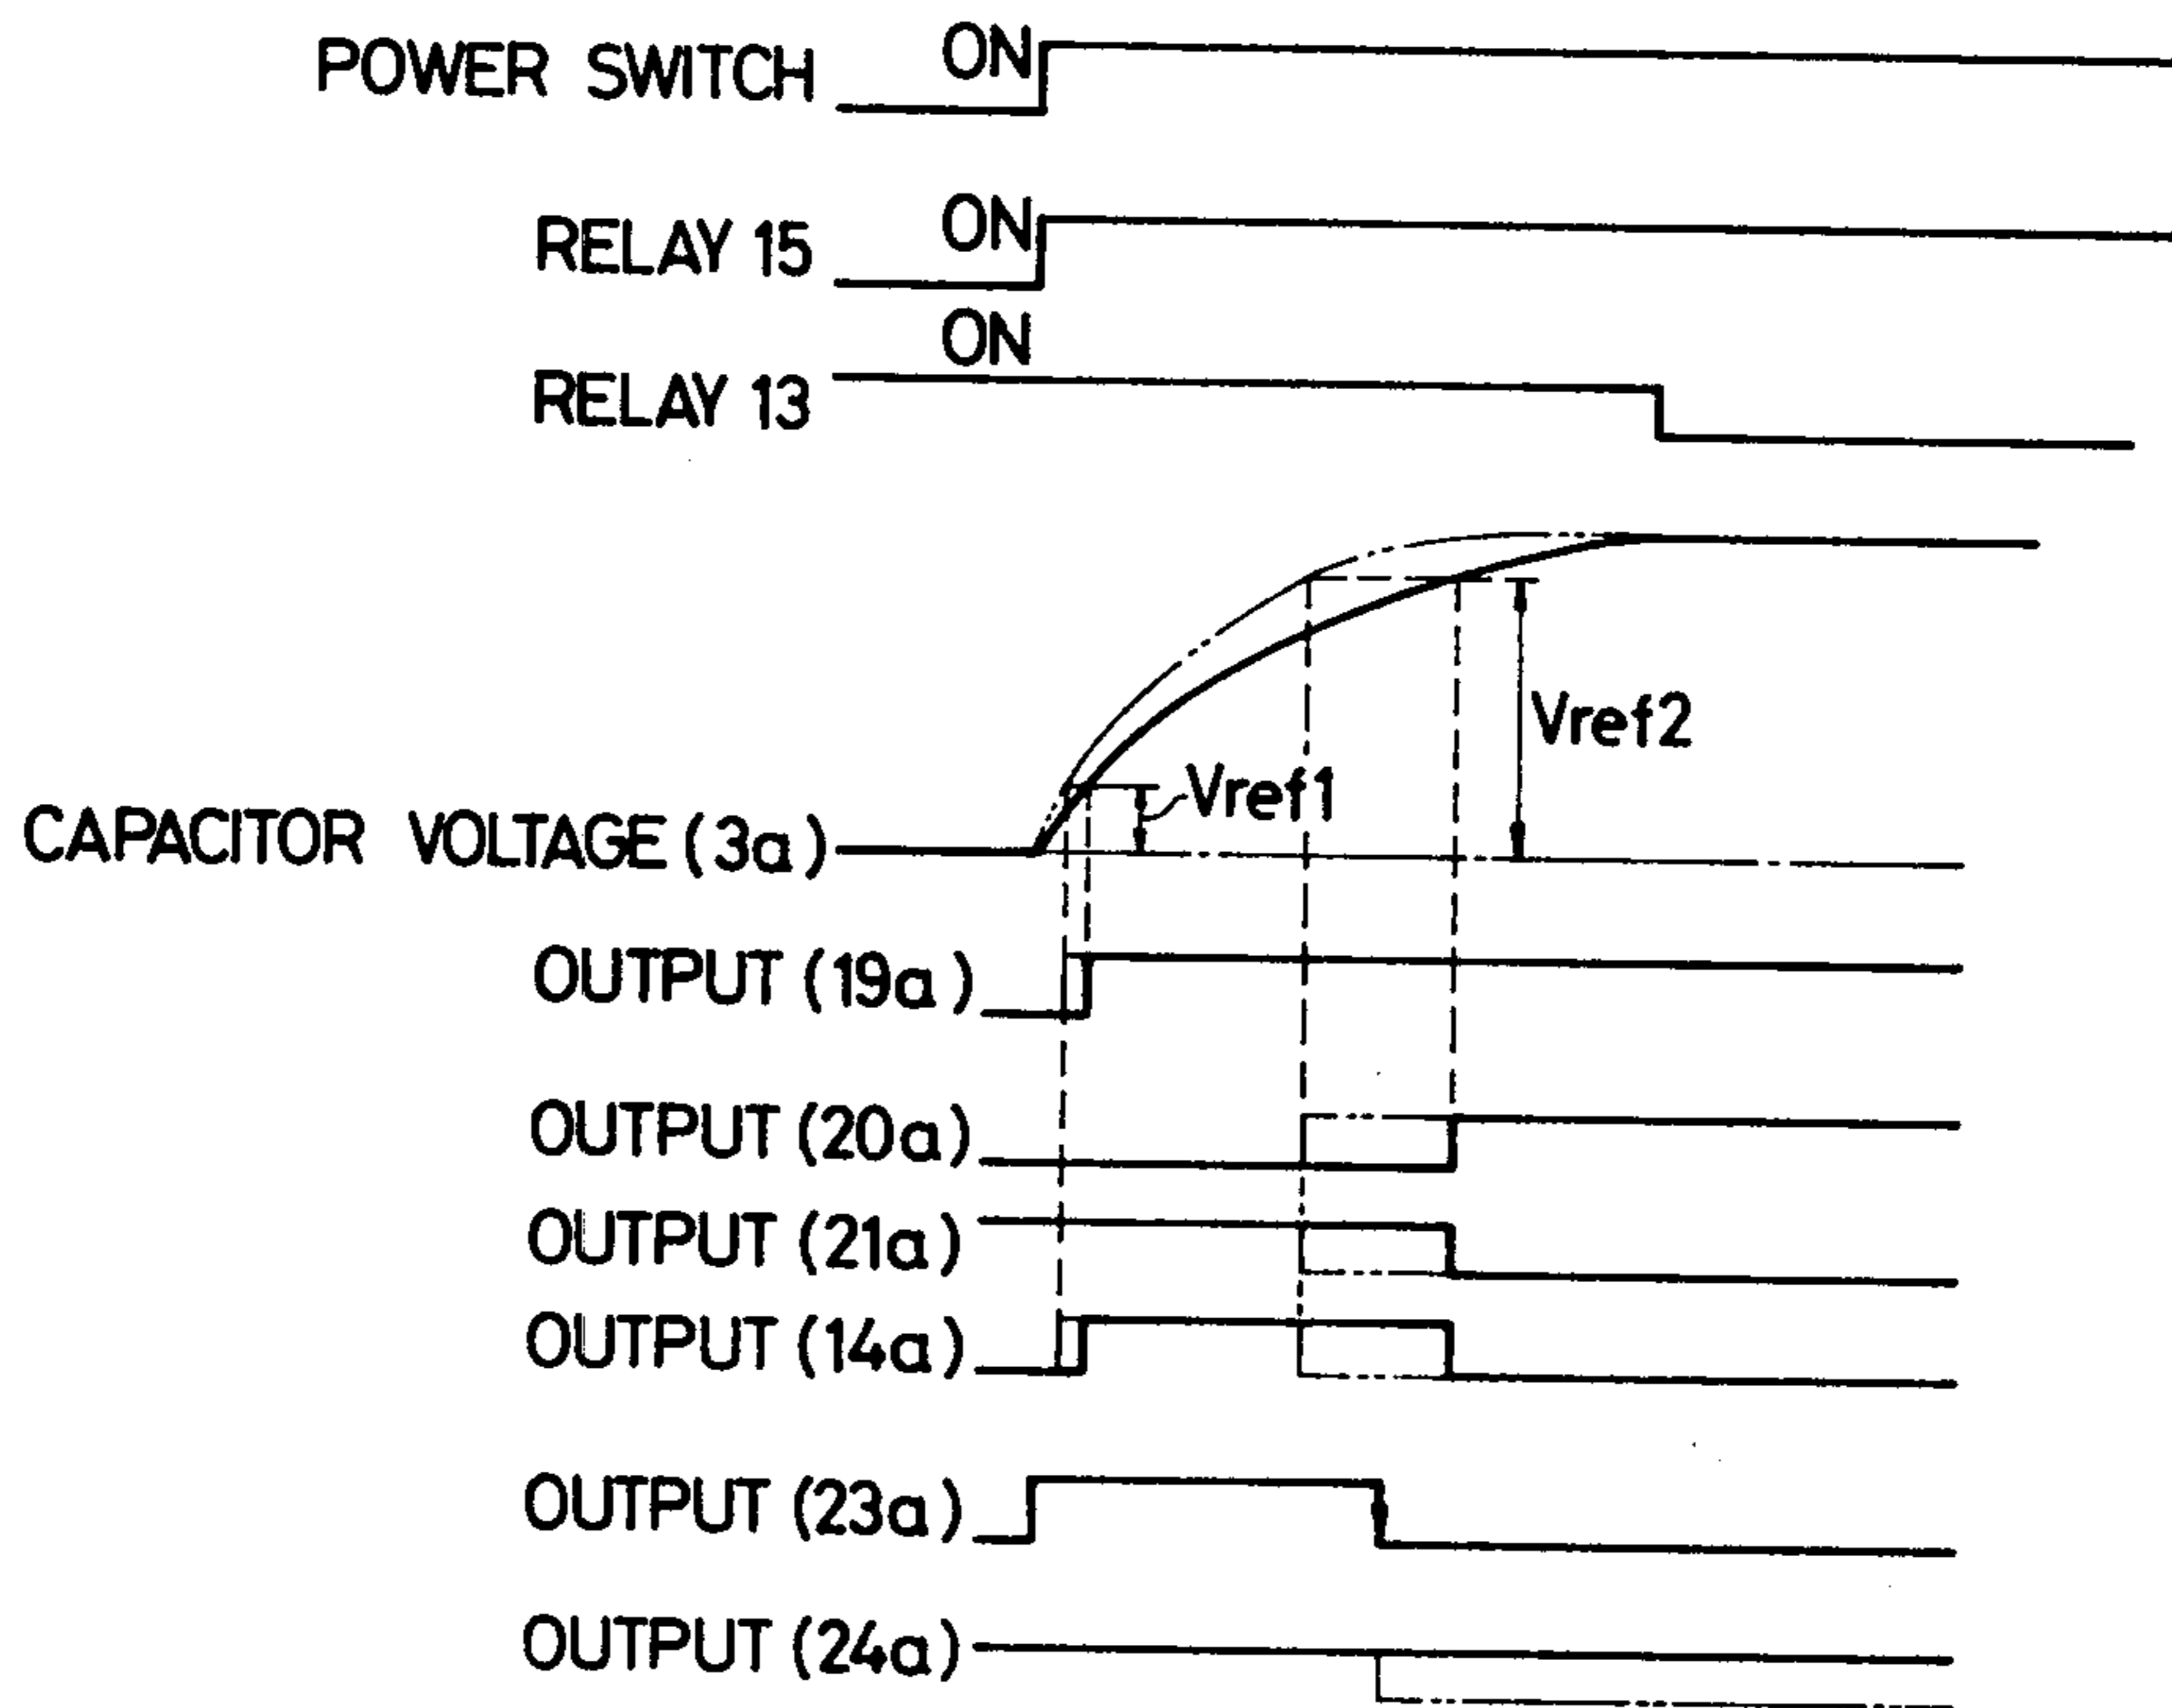 POWER SWITCH ON
RELAY 15 ON
RELAY 13 ON
Vref2
Vref1
CAPACITOR VOLTAGE (3a)
OUTPUT (19a)
OUTPUT (20a)
OUTPUT (21a)
OUTPUT (14a)
OUTPUT (23a)
OUTPUT (24a)